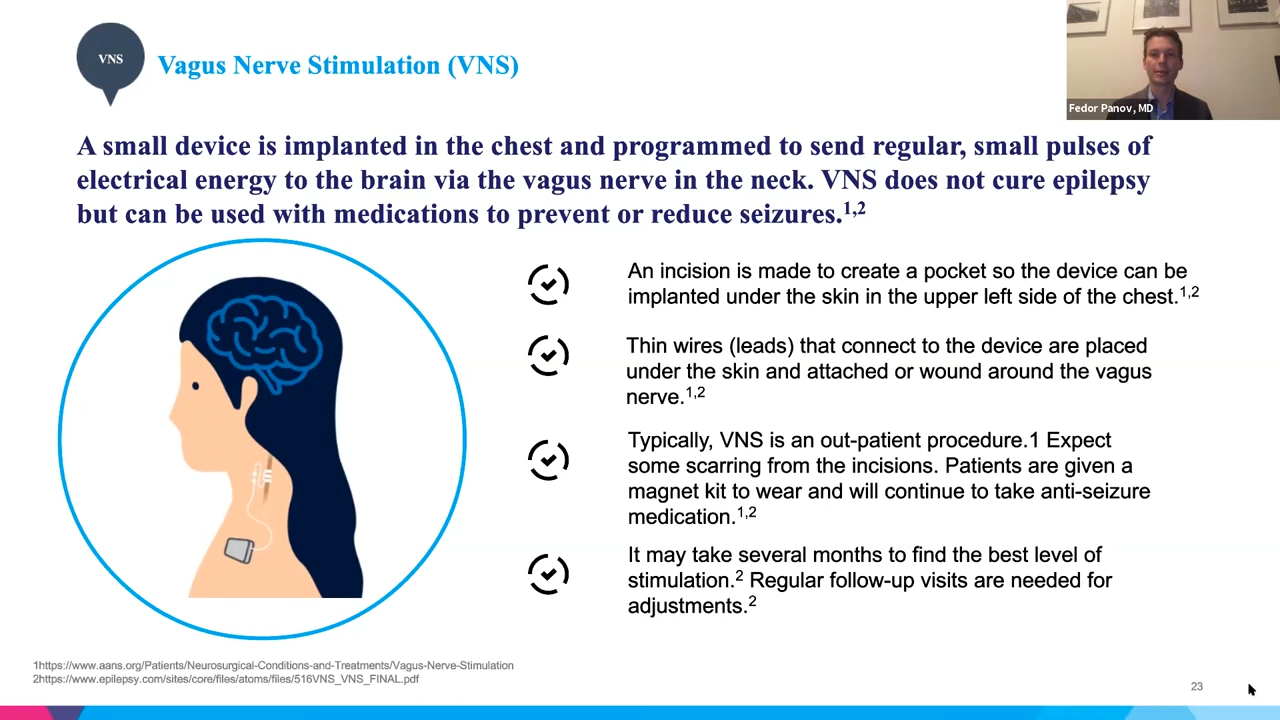 VNS
Vagus Nerve Stimulation (VNS)
Fedor Panov, MD
A small device is implanted in the chest and programmed to send regular, small pulses of
electrical energy to the brain via the vagus nerve in the neck. VNS does not cure epilepsy
but can be used with medications to prevent or reduce seizures.1,2
An incision is made to create a pocket so the device can be
implanted under the skin in the upper left side of the chest.1,2
Thin wires (leads) that connect to the device are placed
under the skin and attached or wound around the vagus
nerve.1,2
Typically, VNS is an out-patient procedure.1 Expect
some scarring from the incisions. Patients are given a
magnet kit to wear and will continue to take anti-seizure
medication.1,2
It may take several months to find the best level of
stimulation.2 Regular follow-up visits are needed for
adjustments.2
1https://www.aans.org/Patients/Neurosurgical-Conditions-and-Treatments/Vagus-Nerve-Stimulation
2https://www.epilepsy.com/sites/core/files/atoms/files/516VNS_VNS_FINAL.pdf
23